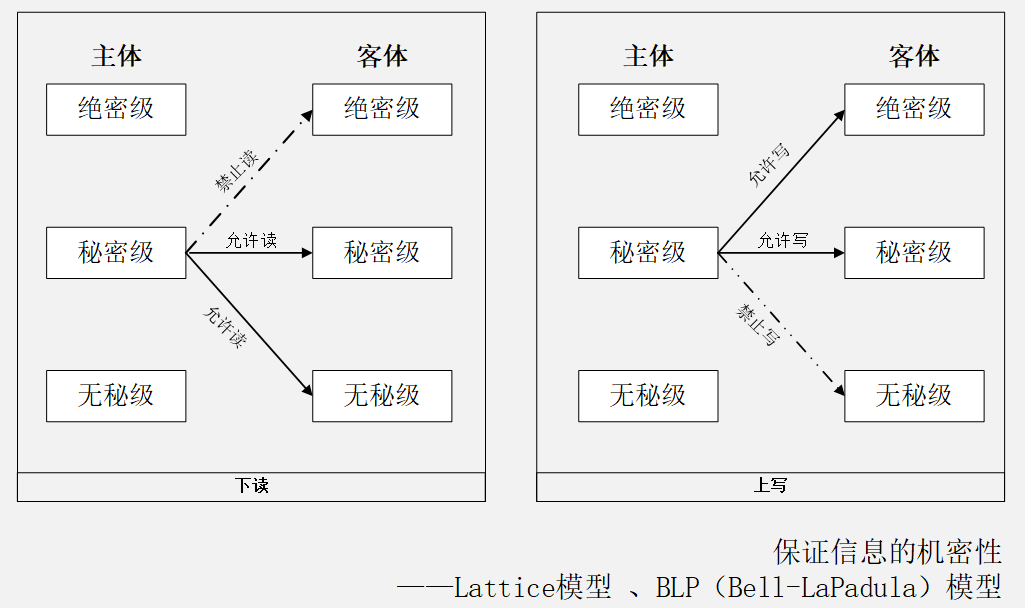 主体 客体
绝密级 绝密级
禁止读
允许读
秘密级 秘密级
允许读
无秘级 无秘级
下读
主体 客体
绝密级 绝密级
允许写
允许写
秘密级 秘密级
禁止写
无秘级 无秘级
上写
保证信息的机密性
——Lattice模型 、BLP（Bell-LaPadula）模型